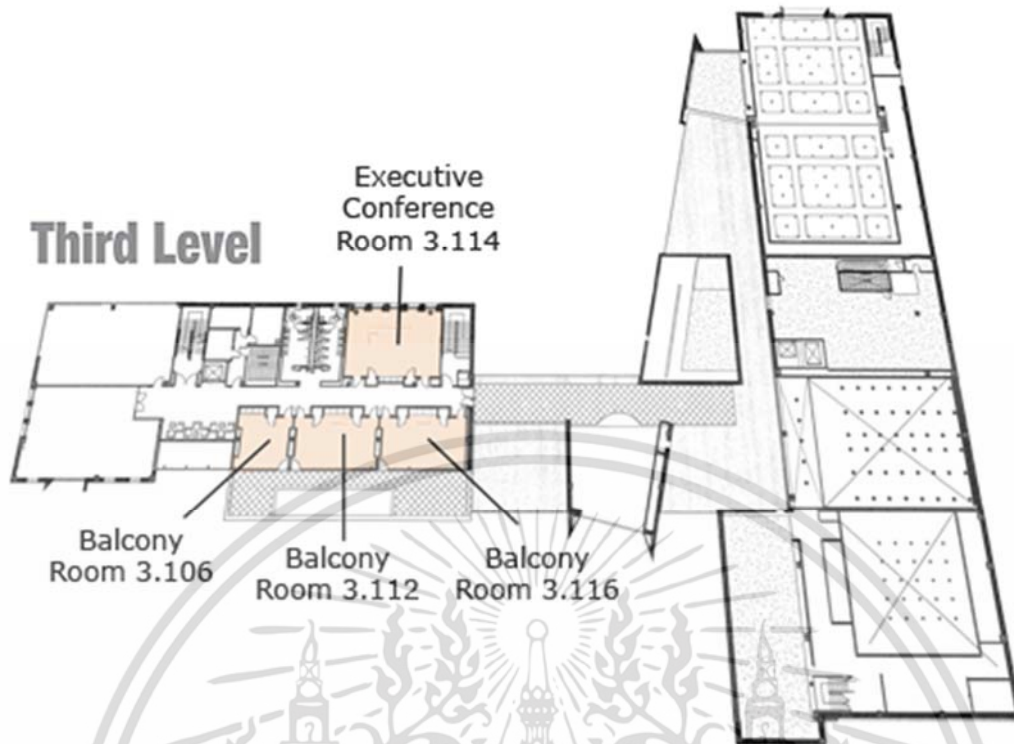 Third Level
Executive
Conference
Room 3.114
Balcony
Room 3.106
Balcony
Room 3.112
Balcony
Room 3.116